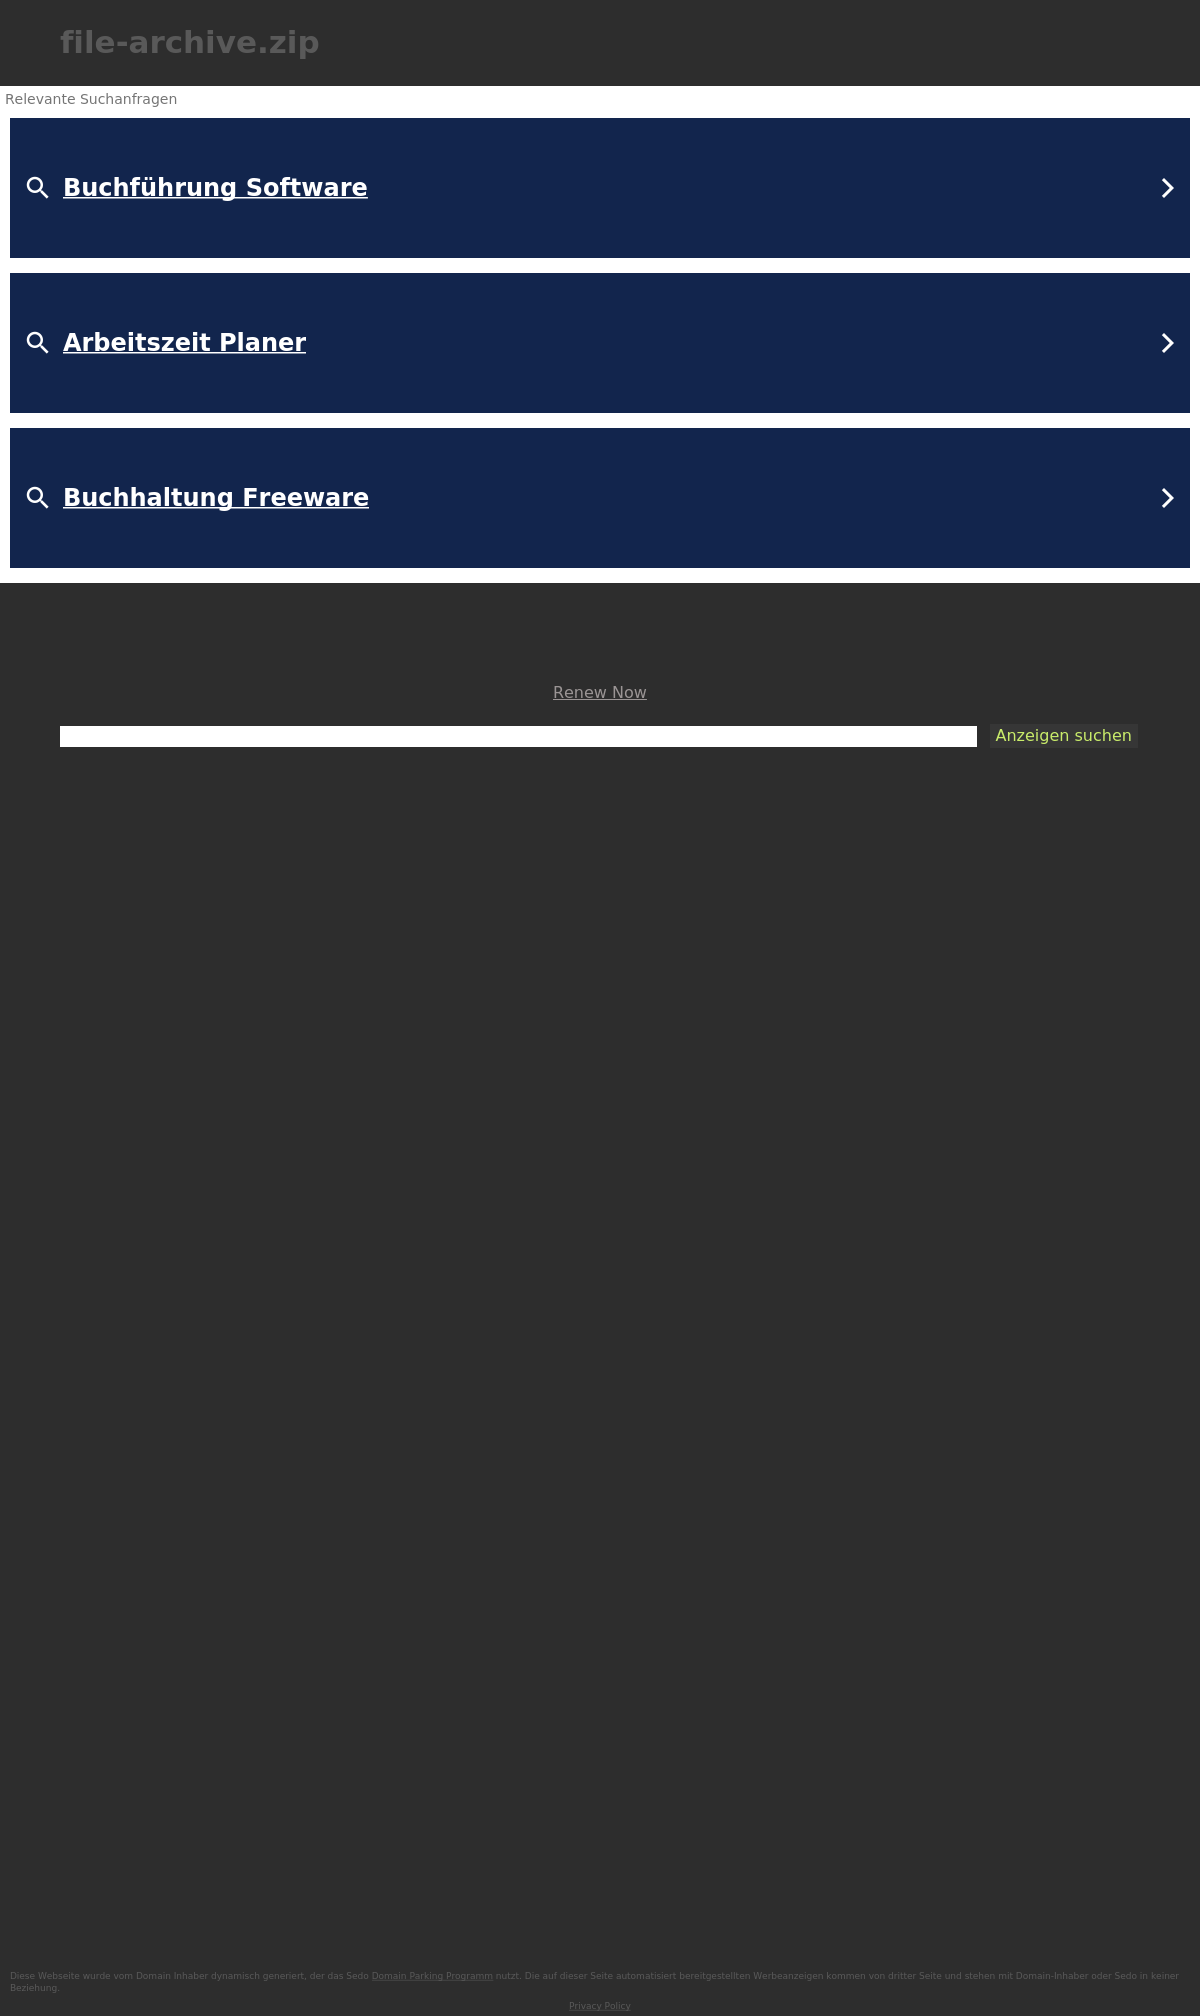 file-archive.zip
Relevante Suchanfragen
Buchführung Software
Arbeitszeit Planer
Buchhaltung Freeware
Renew Now
Anzeigen suchen
Diese Webseite wurde vom Domain Inhaber dynamisch generiert, der das Sedo Domain Parking Programm nutzt. Die auf dieser Seite automatisiert bereitgestellten Werbeanzeigen kommen von dritter Seite und stehen mit Domain-Inhaber oder Sedo in keiner
Beziehung.
Privacy Policy